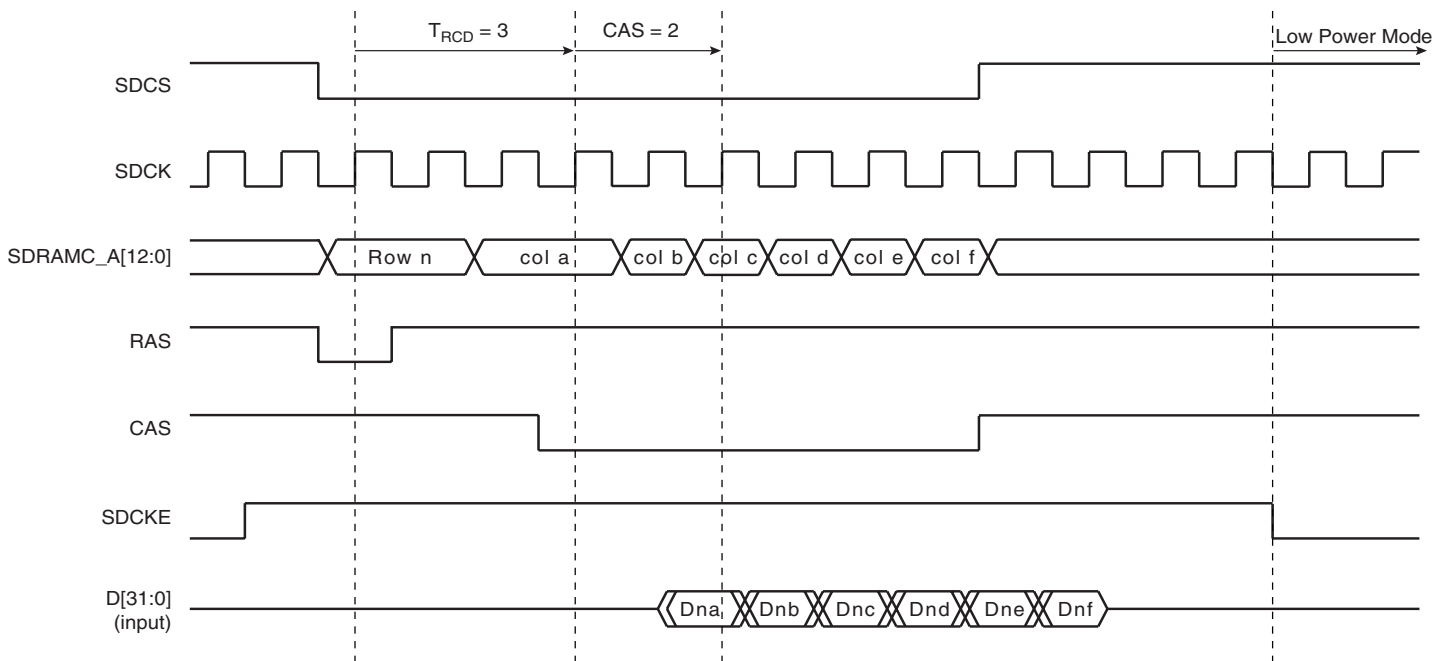 T_RCD = 3 CAS = 2
Low Power Mode
SDCS
SDCK
SDRAMC_A[12:0] Row n col a col b col c col d col e col f
RAS
CAS
SDCKE
D[31:0]
(input)
Dna Dnb Dnc Dnd Dne Dnf